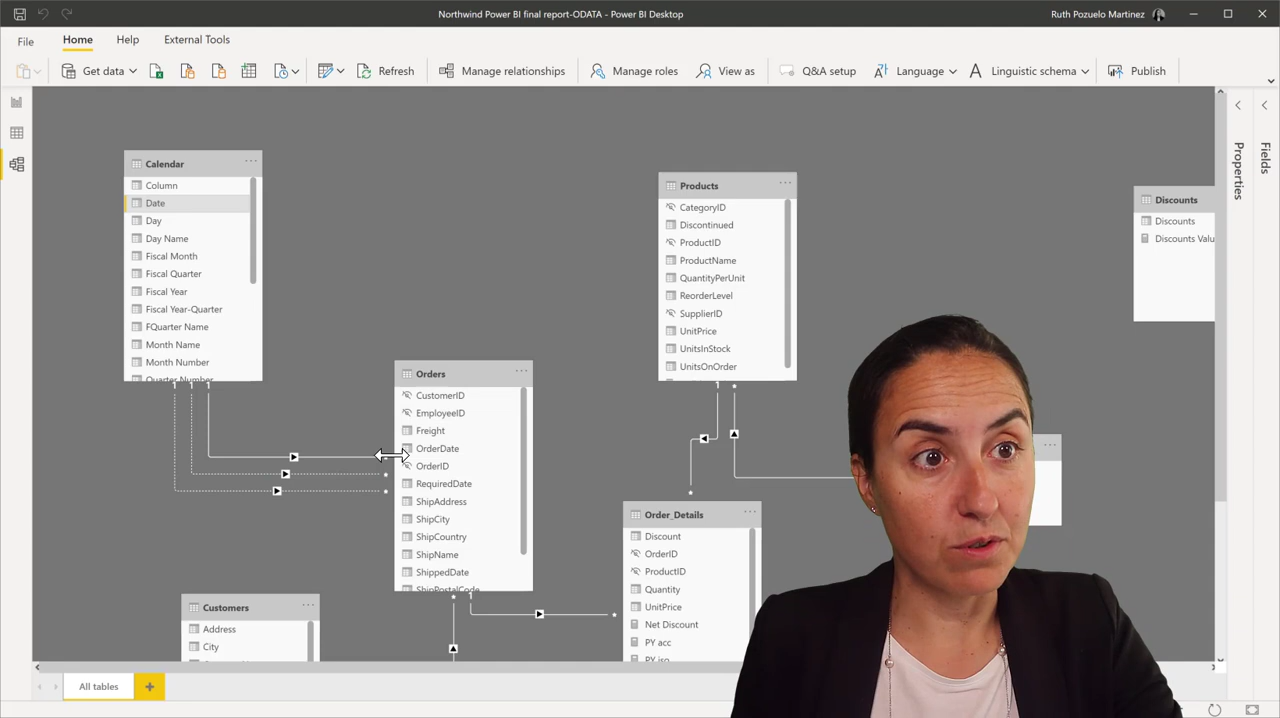 Northwind Power BI final report-ODATA - Power BI Desktop
Ruth Pozuelo Martinez
File
Home
Help
External Tools
Get data
Refresh
Manage relationships
Manage roles
View as
Q&A setup
Language
Linguistic schema
Publish
Calendar
Column
Date
Day
Day Name
Fiscal Month
Fiscal Quarter
Fiscal Year
Fiscal Year-Quarter
FQuarter Name
Month Name
Month Number
Quarter Number
Orders
CustomerID
EmployeeID
Freight
OrderDate
OrderID
RequiredDate
ShipAddress
ShipCity
ShipCountry
ShipName
ShippedDate
ShipPostalCode
Customers
Address
City
Products
CategoryID
Discontinued
ProductID
ProductName
QuantityPerUnit
ReorderLevel
SupplierID
UnitPrice
UnitsInStock
UnitsOnOrder
Order_Details
Discount
OrderID
ProductID
Quantity
UnitPrice
Net Discount
PY acc
PY iso
Discounts
Discounts
Discounts Valu
Properties
Fields
All tables